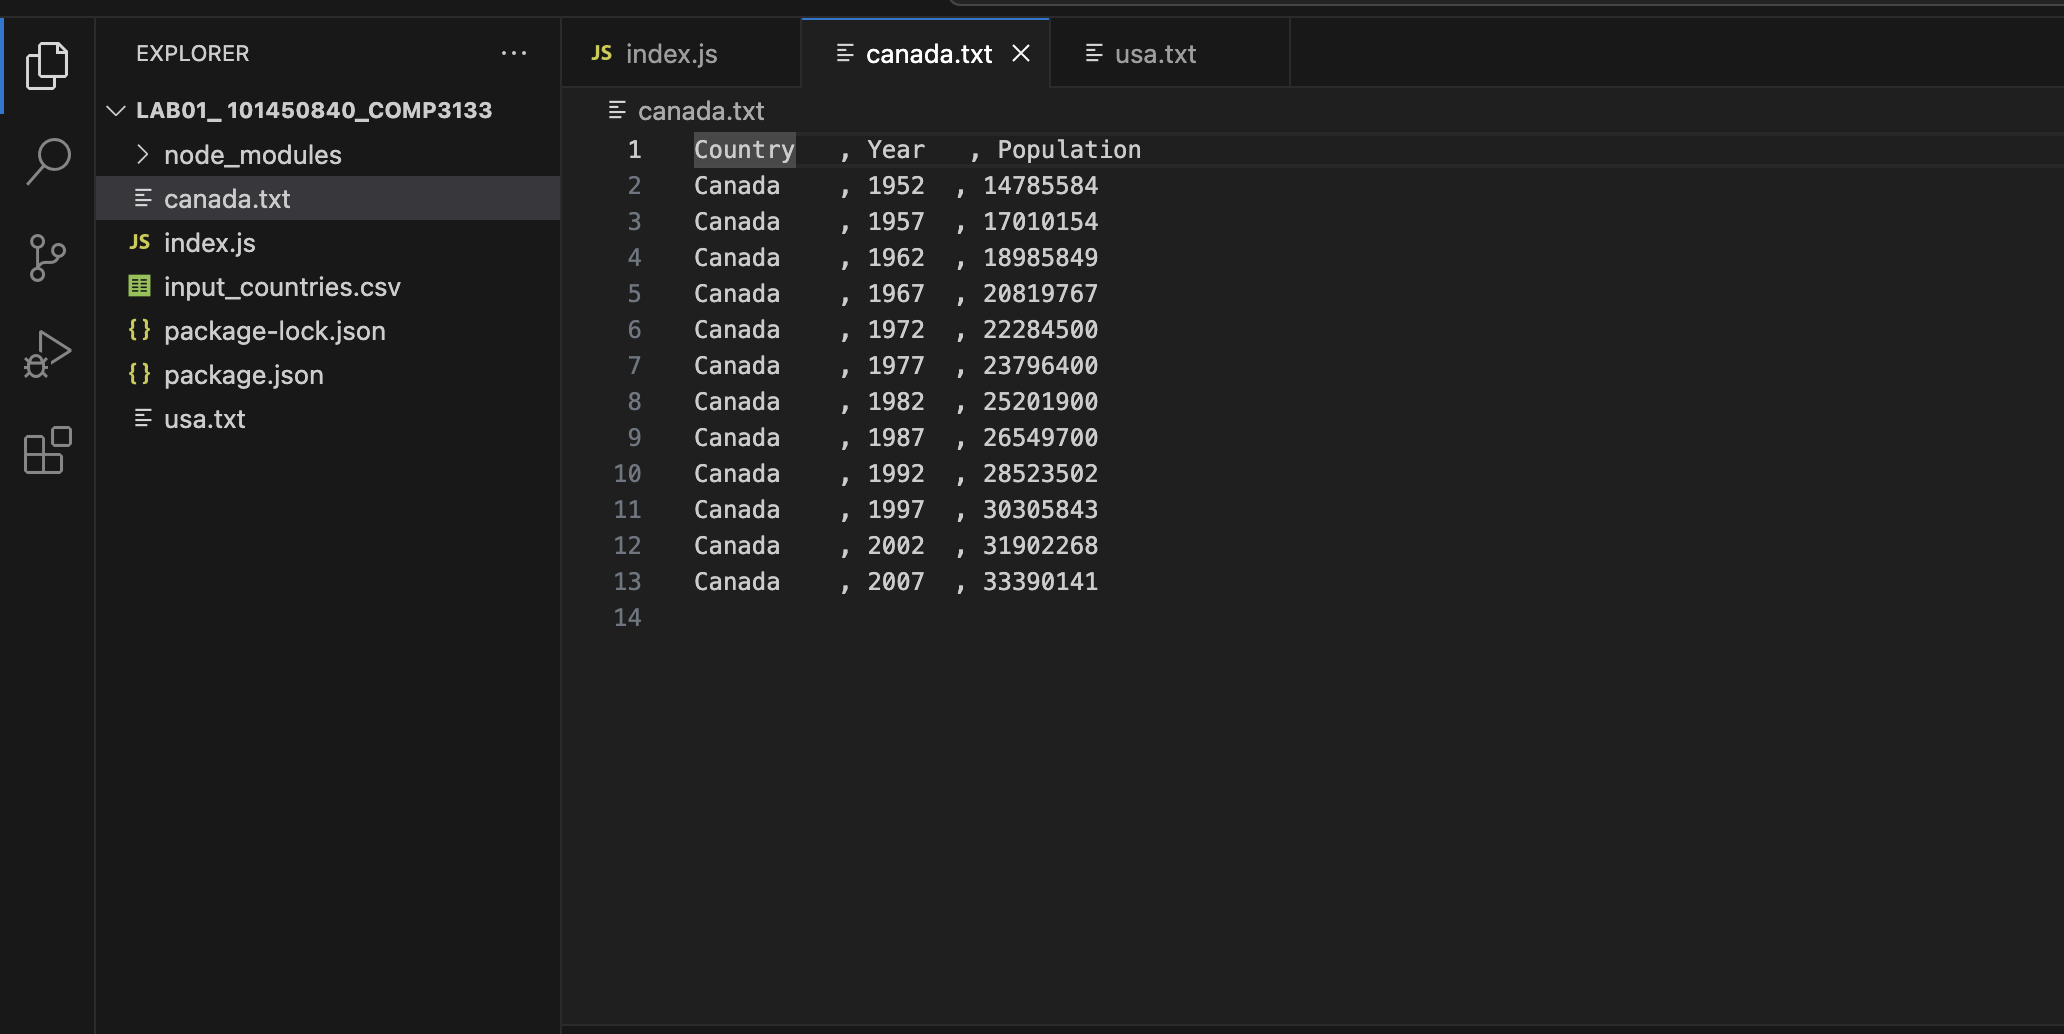 EXPLORER ...
LAB01_ 101450840_COMP3133
node_modules
canada.txt
JS index.js
input_countries.csv
{} package-lock.json
{} package.json
usa.txt
JS index.js
canada.txt
usa.txt
canada.txt
1 Country , Year , Population
2 Canada , 1952 , 14785584
3 Canada , 1957 , 17010154
4 Canada , 1962 , 18985849
5 Canada , 1967 , 20819767
6 Canada , 1972 , 22284500
7 Canada , 1977 , 23796400
8 Canada , 1982 , 25201900
9 Canada , 1987 , 26549700
10 Canada , 1992 , 28523502
11 Canada , 1997 , 30305843
12 Canada , 2002 , 31902268
13 Canada , 2007 , 33390141
14